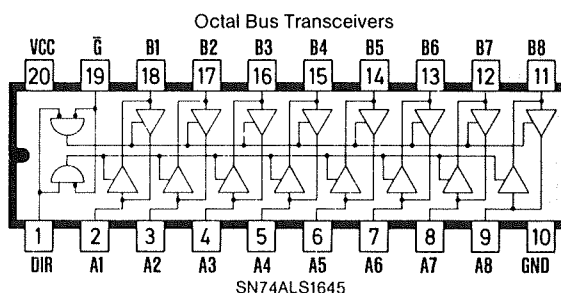 Octal Bus Transceivers
VCC G̅ B1 B2 B3 B4 B5 B6 B7 B8
20 19 18 17 16 15 14 13 12 11
1 2 3 4 5 6 7 8 9 10
DIR A1 A2 A3 A4 A5 A6 A7 A8 GND
SN74ALS1645